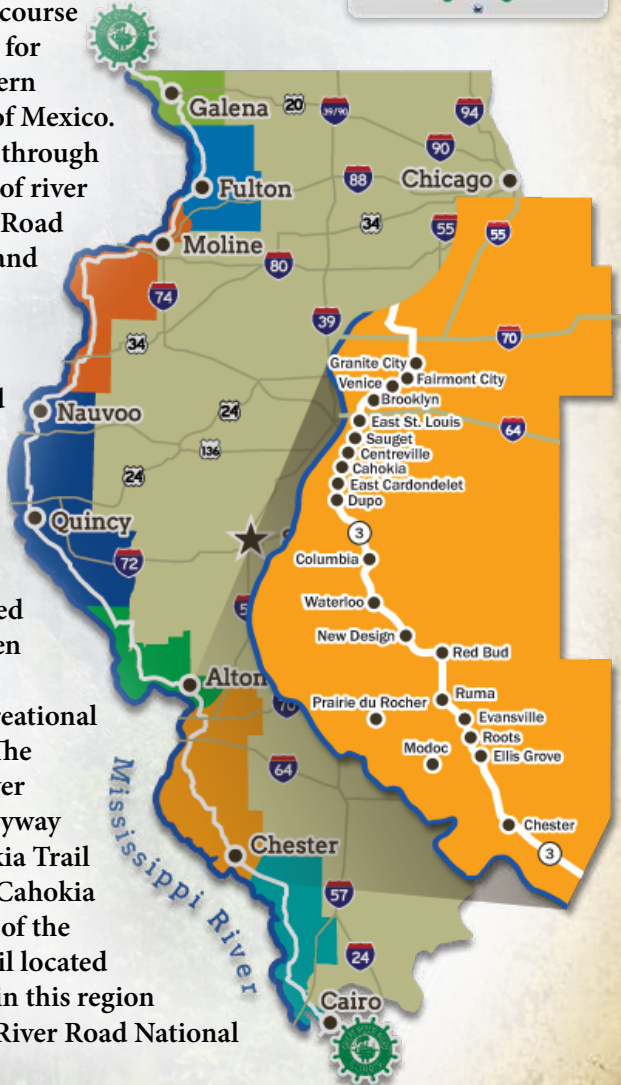 course
for
ern
of Mexico.
through
of river
Road
and
d
ed
en
reational
The
ver
yway
kia Trail
Cahokia
of the
il located
in this region
River Road National
Galena
20
39/90
94
90
Fulton
88
Chicago
34
55
55
Moline
80
74
39
70
34
Granite City
Fairmont City
Venice
Brooklyn
Nauvoo
24
East St. Louis
64
Sauget
136
Centreville
Cahokia
24
East Cardondelet
Dupo
Quincy
3
72
Columbia
Waterloo
New Design
Red Bud
Alton
Ruma
Prairie du Rocher
70
Evansville
Roots
Modoc
Ellis Grove
64
Chester
Mississippi River
Chester
3
57
24
Cairo